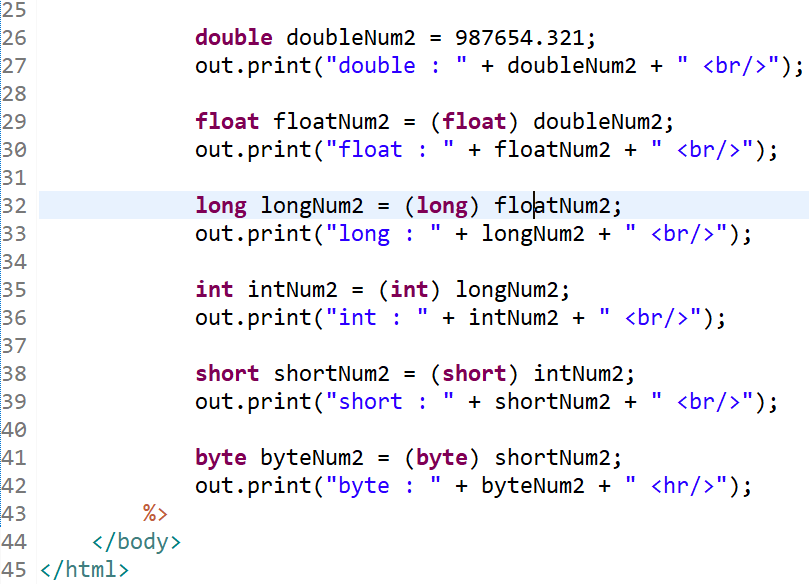 25
26 double doubleNum2 = 987654.321;
27 out.print("double : " + doubleNum2 + " <br/>");
28
29 float floatNum2 = (float) doubleNum2;
30 out.print("float : " + floatNum2 + " <br/>");
31
32 long longNum2 = (long) floatNum2;
33 out.print("long : " + longNum2 + " <br/>");
34
35 int intNum2 = (int) longNum2;
36 out.print("int : " + intNum2 + " <br/>");
37
38 short shortNum2 = (short) intNum2;
39 out.print("short : " + shortNum2 + " <br/>");
40
41 byte byteNum2 = (byte) shortNum2;
42 out.print("byte : " + byteNum2 + " <hr/>");
43 %>
44 </body>
45 </html>